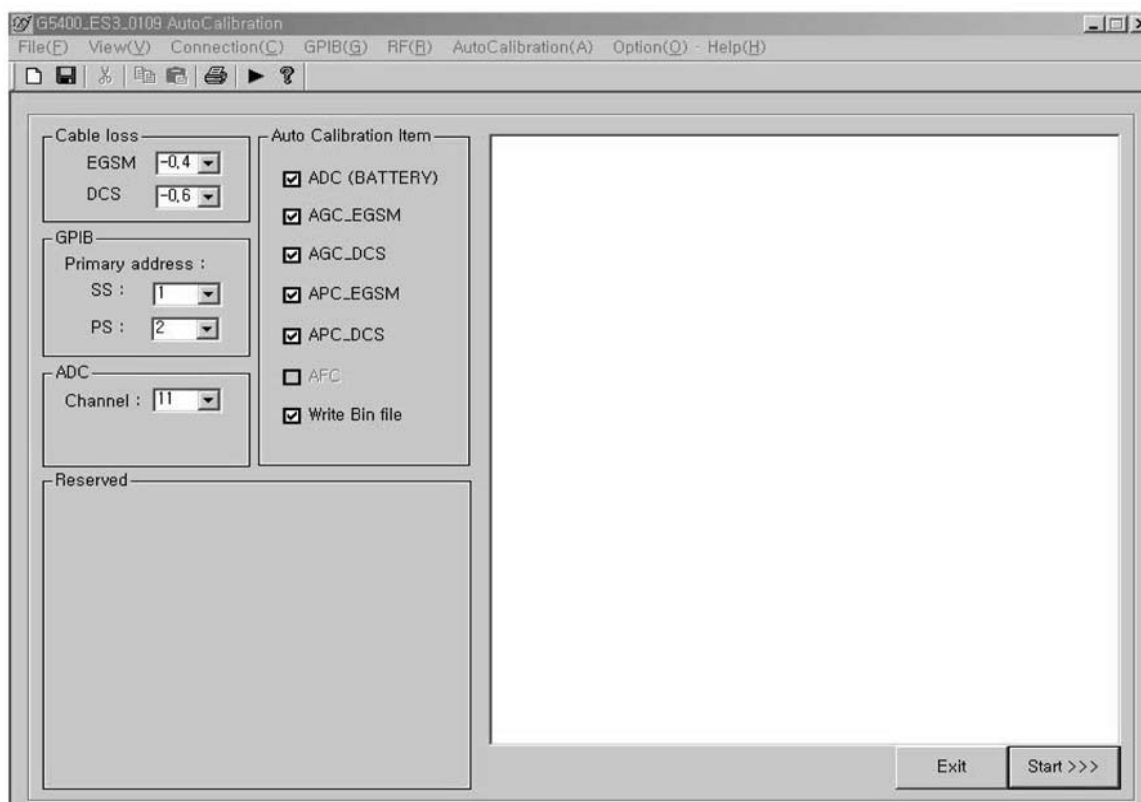 G5400_ES3_0109 AutoCalibration
File(F) View(V) Connection(C) GPIB(G) RF(R) AutoCalibration(A) Option(O) - Help(H)
Cable loss
EGSM -0,4
DCS -0,6
GPIB
Primary address :
SS : 1
PS : 2
ADC
Channel : 11
Auto Calibration Item
ADC (BATTERY)
AGC_EGSM
AGC_DCS
APC_EGSM
APC_DCS
AFC
Write Bin file
Reserved
Exit Start >>>